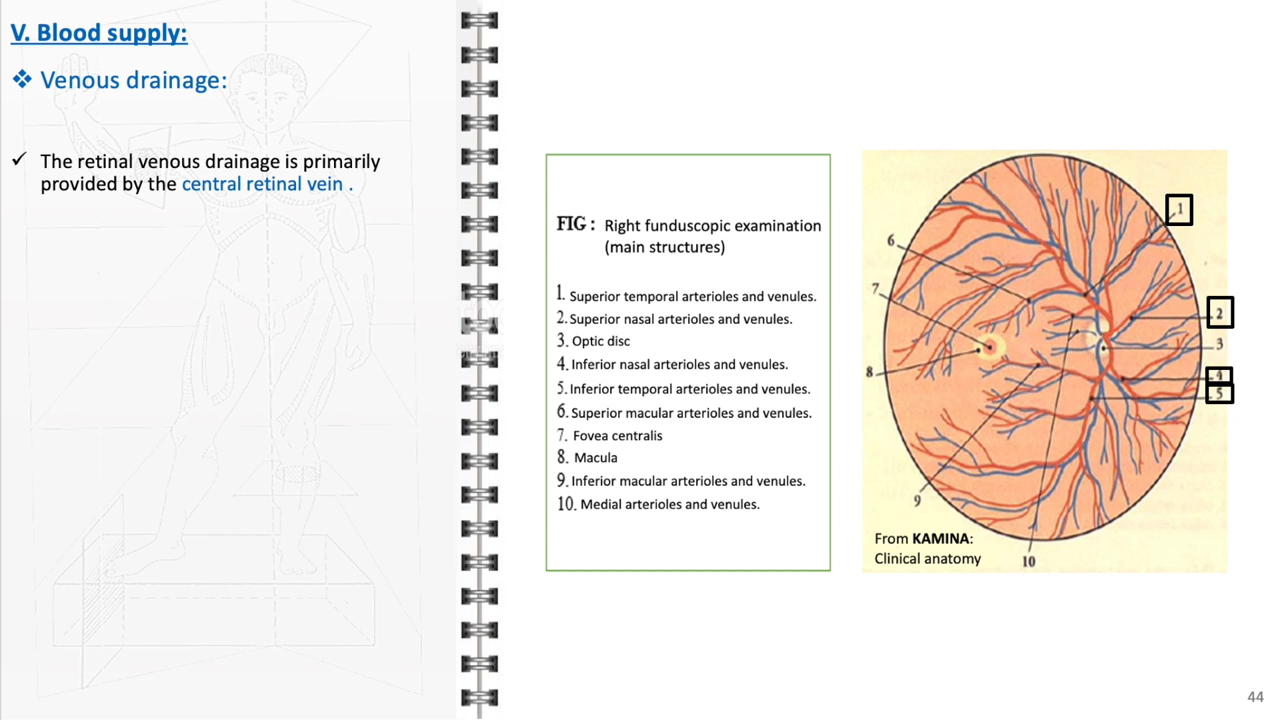 V. Blood supply:
❖ Venous drainage:
✓ The retinal venous drainage is primarily
provided by the central retinal vein .
FIG : Right funduscopic examination
(main structures)
1. Superior temporal arterioles and venules.
2. Superior nasal arterioles and venules.
3. Optic disc
4. Inferior nasal arterioles and venules.
5. Inferior temporal arterioles and venules.
6. Superior macular arterioles and venules.
7. Fovea centralis
8. Macula
9. Inferior macular arterioles and venules.
10. Medial arterioles and venules.
1
6
7
2
3
8
4
5
9
10
From KAMINA:
Clinical anatomy
44